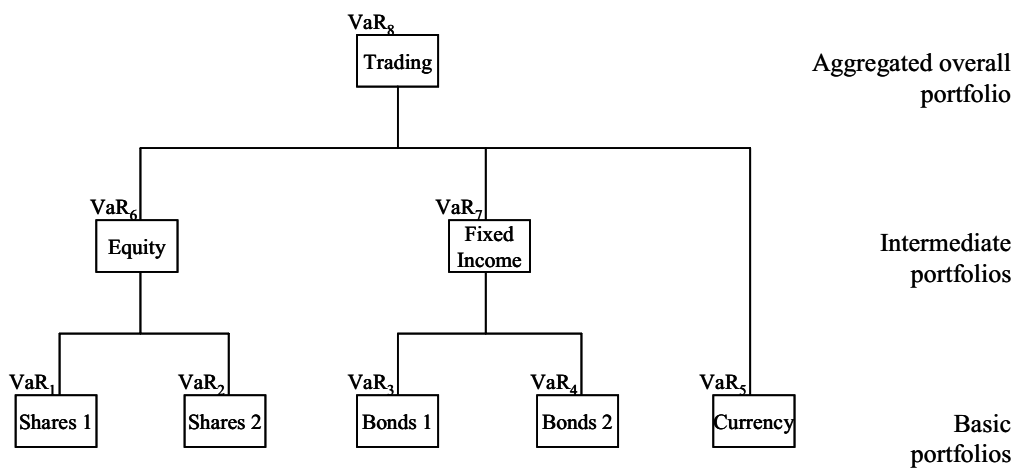 VaR₈
Trading
Aggregated overall
portfolio
VaR₆
Equity
VaR₇
Fixed
Income
Intermediate
portfolios
VaR₁
Shares 1
VaR₂
Shares 2
VaR₃
Bonds 1
VaR₄
Bonds 2
VaR₅
Currency
Basic
portfolios